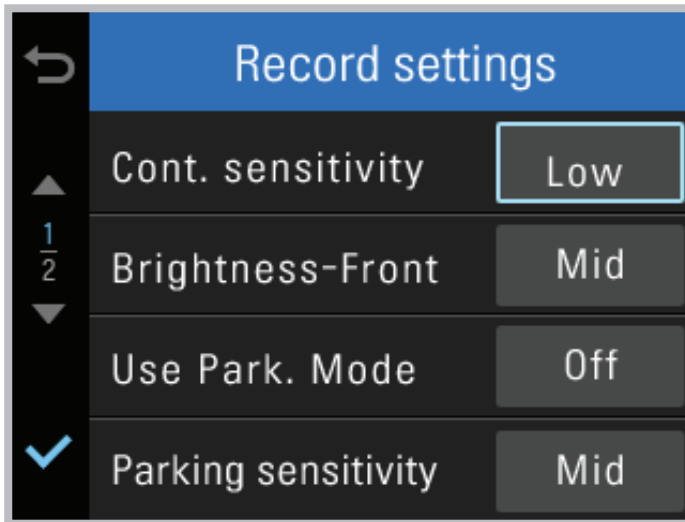 Record settings
Cont. sensitivity Low
1
2
Brightness-Front Mid
Use Park. Mode Off
Parking sensitivity Mid